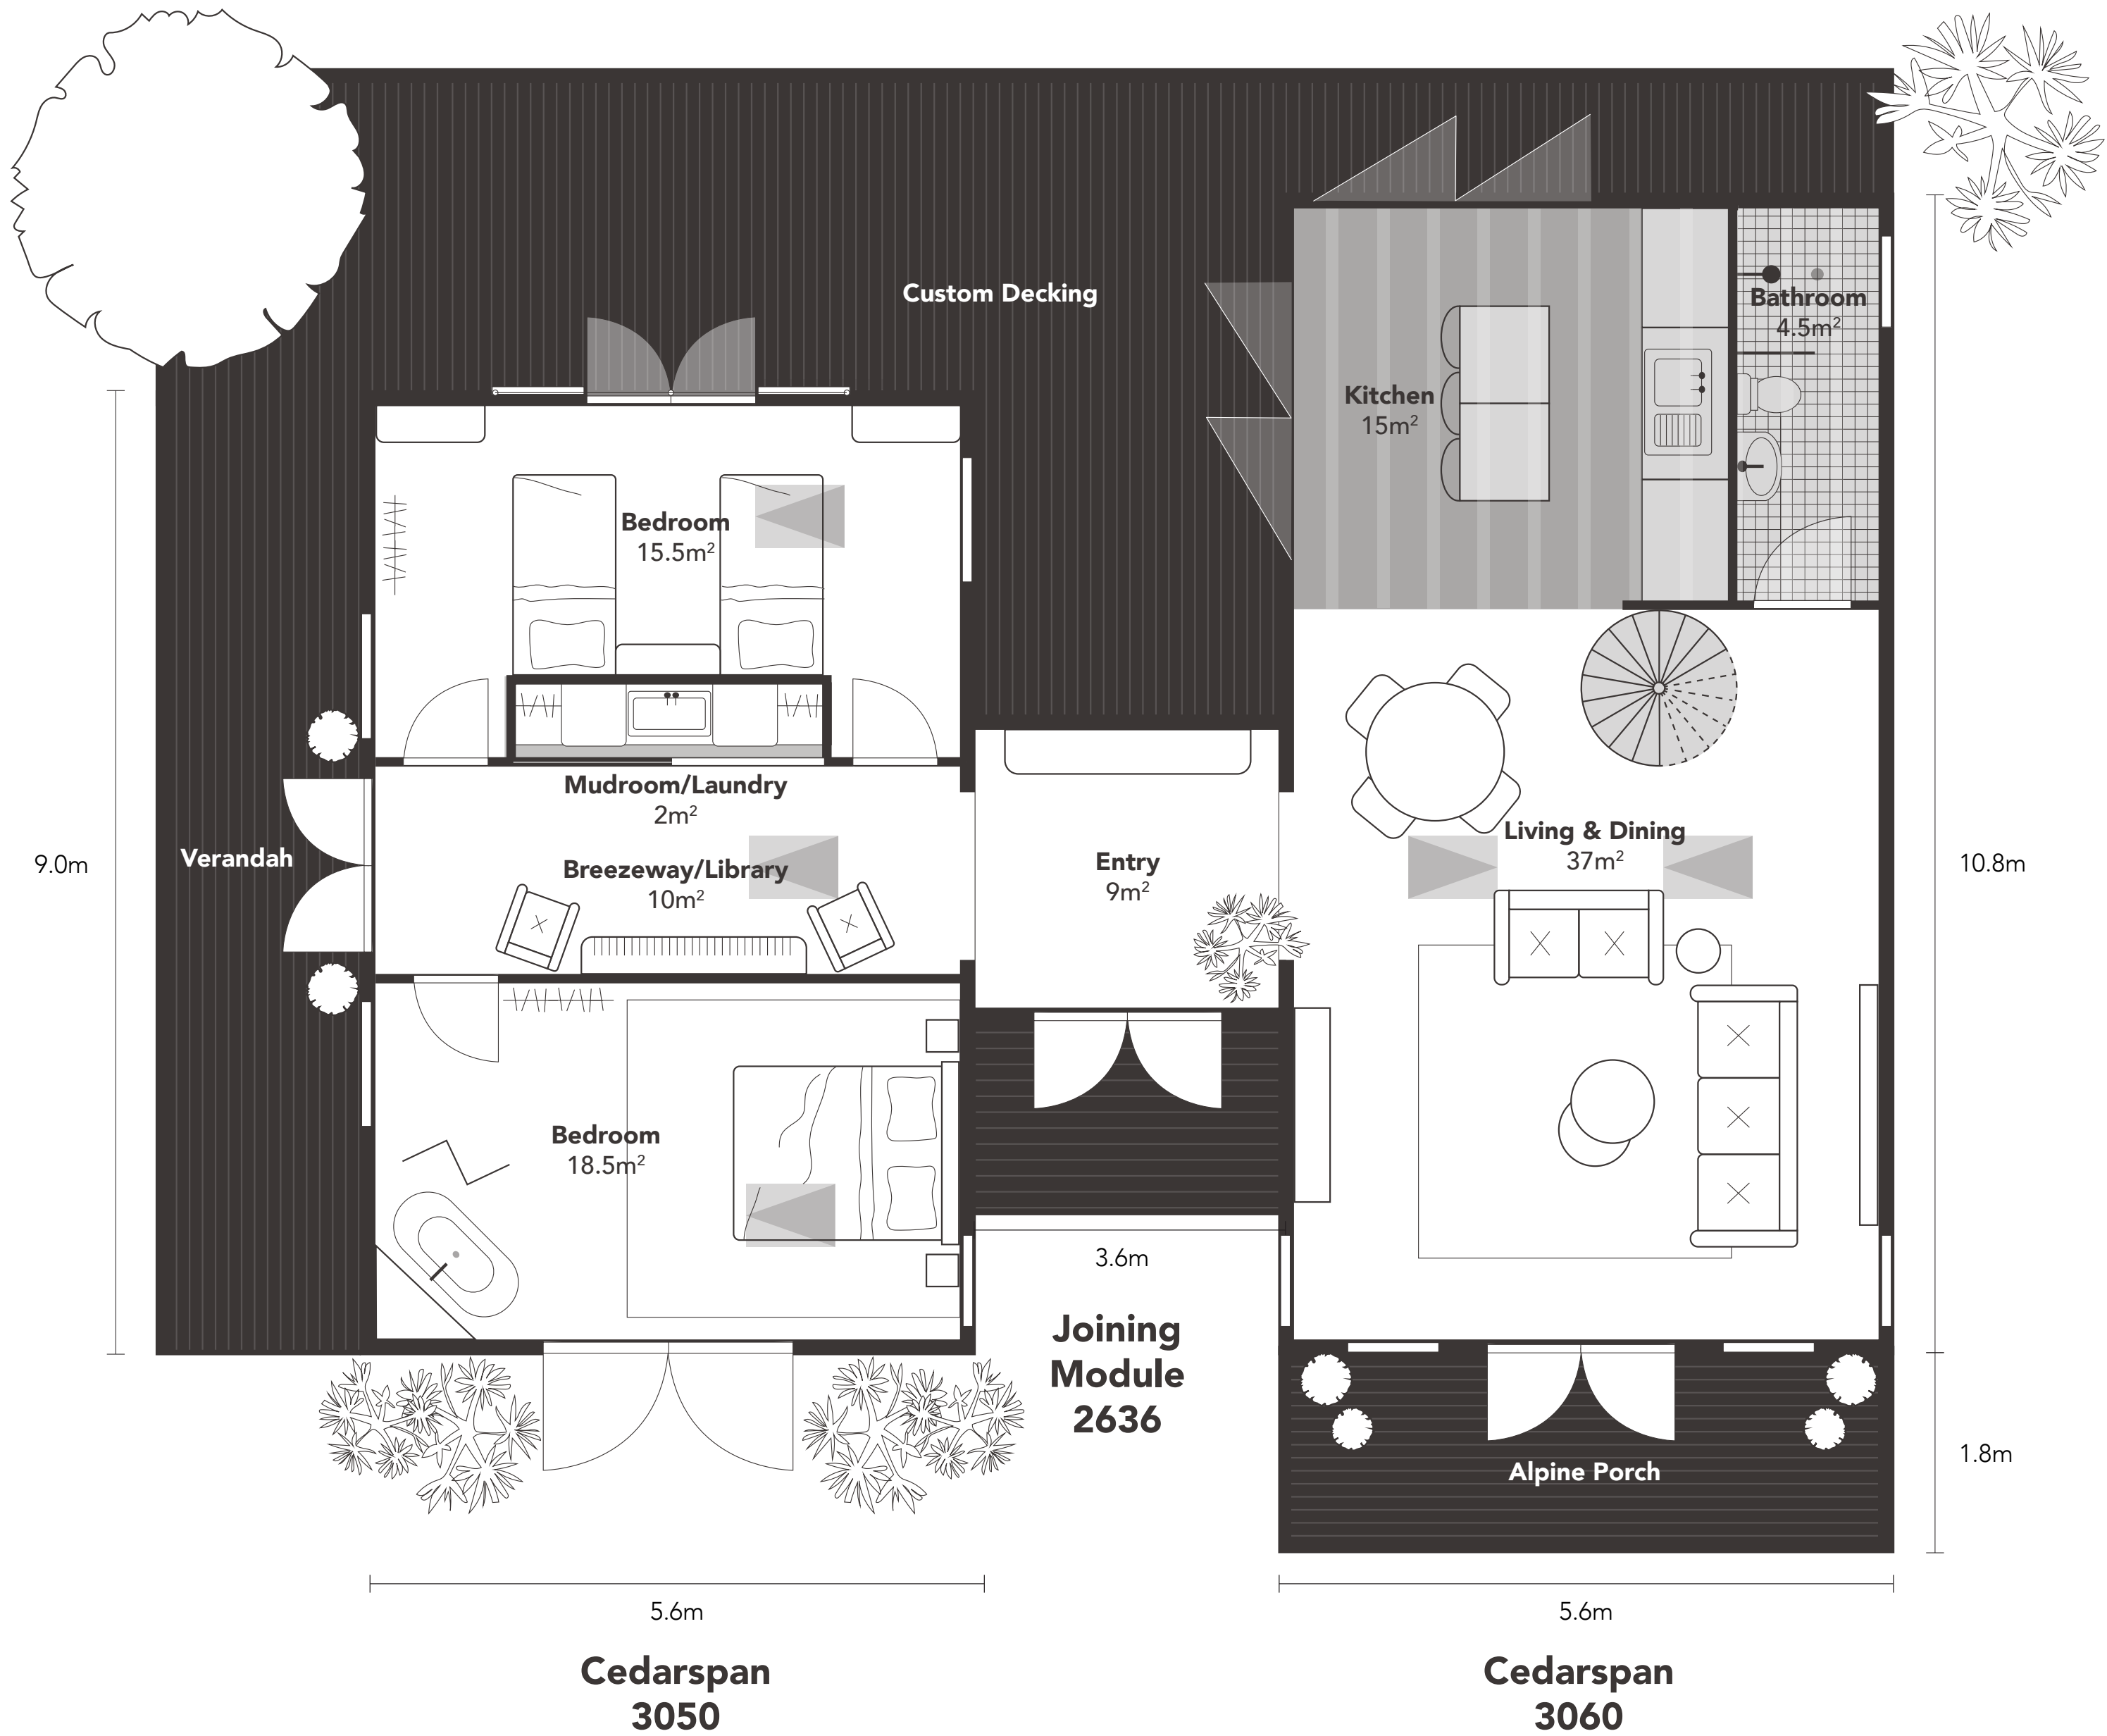 Custom Decking
Bathroom
4.5m²
Kitchen
15m²
Bedroom
15.5m²
Mudroom/Laundry
2m²
Living & Dining
37m²
Verandah
9.0m
Breezeway/Library
10m²
Entry
9m²
10.8m
Bedroom
18.5m²
3.6m
Joining
Module
2636
Alpine Porch
1.8m
5.6m
5.6m
Cedarspan
3050
Cedarspan
3060